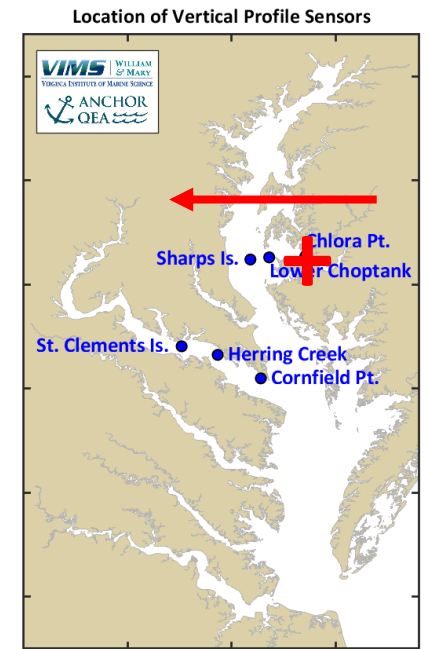 Location of Vertical Profile Sensors
VIMS | WILLIAM & MARY
VIRGINIA INSTITUTE OF MARINE SCIENCE
ANCHOR
QEA
Chlora Pt.
Sharps Is.
Lower Choptank
St. Clements Is.
Herring Creek
Cornfield Pt.